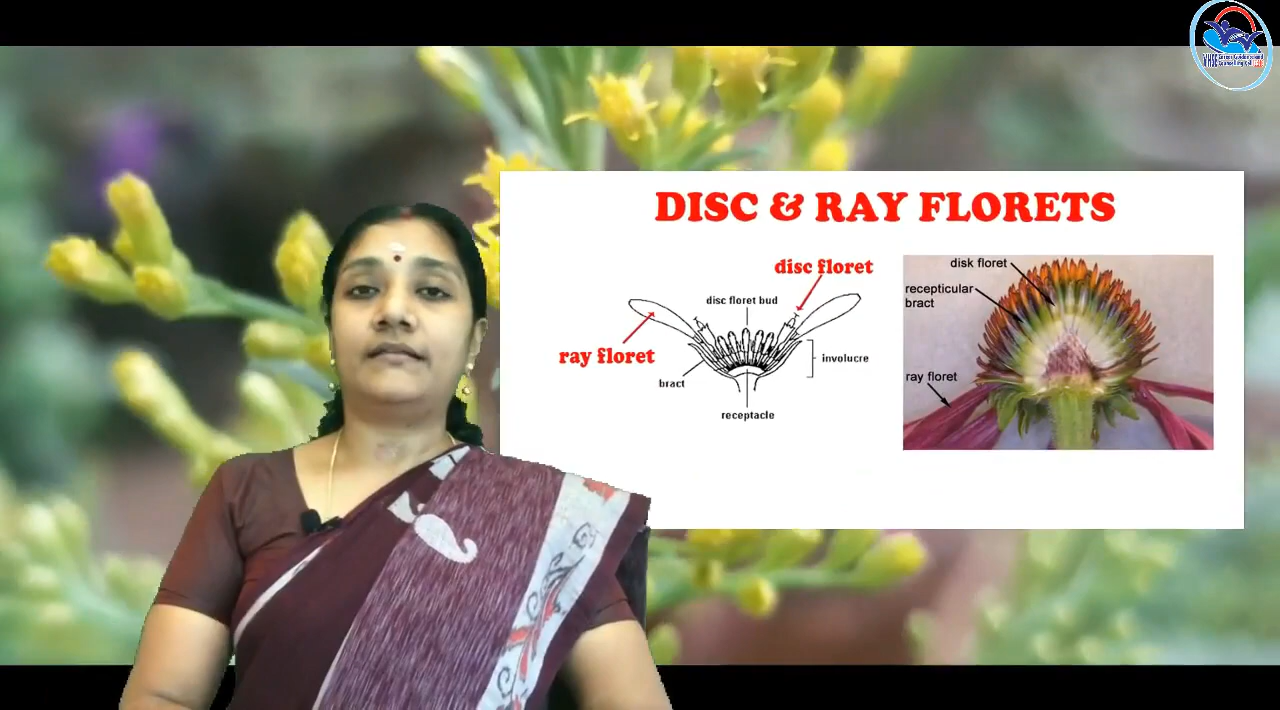 DISC & RAY FLORETS
disc floret
disc floret bud
ray floret
bract
involucre
receptacle
disk floret
recepticular
bract
ray floret
VHSE